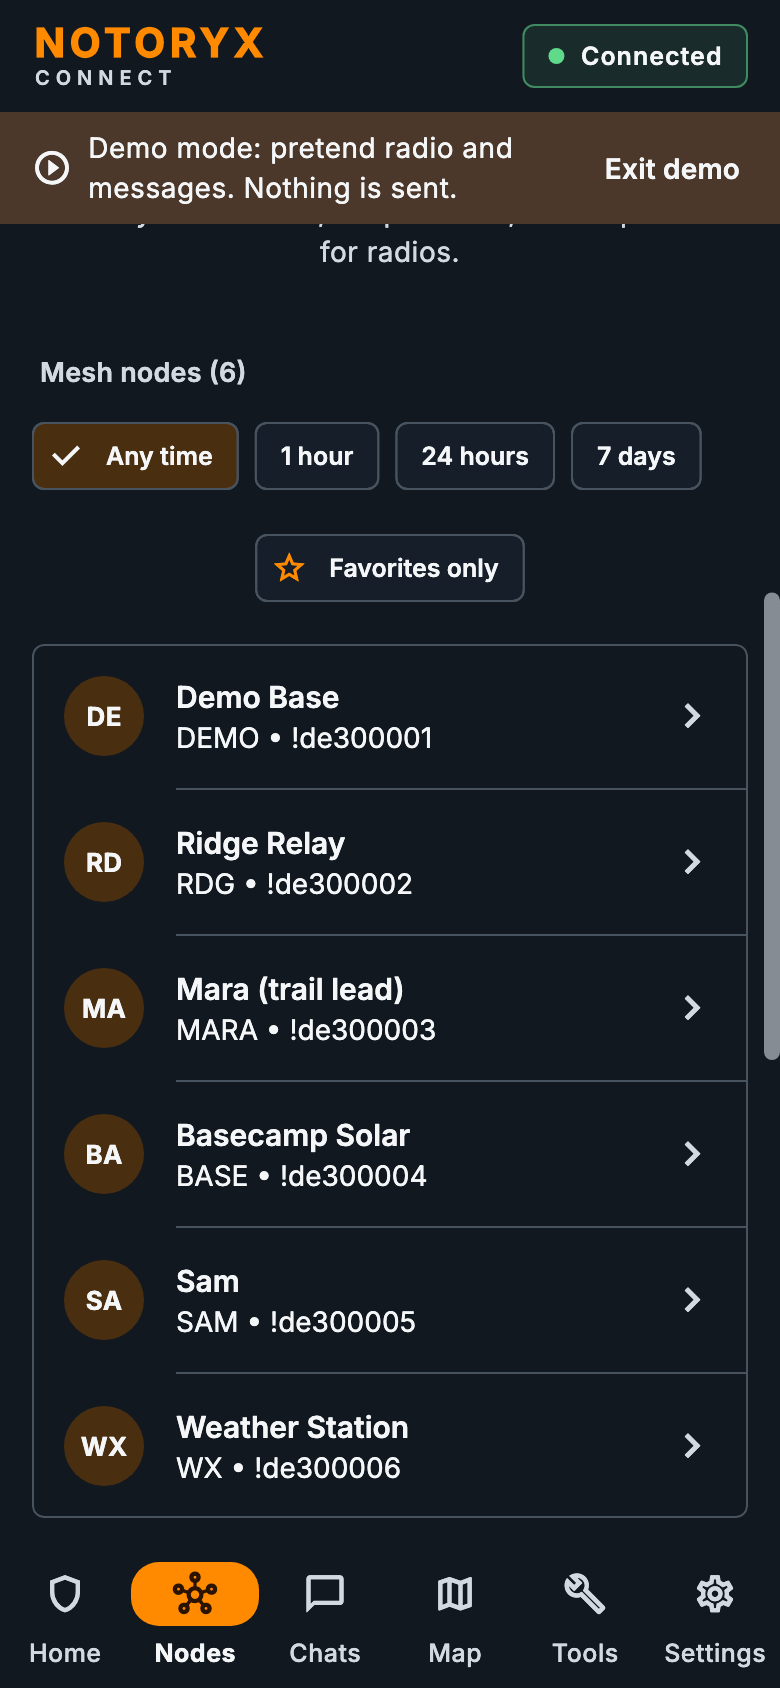 NOTORYX
CONNECT
Connected
Demo mode: pretend radio and
messages. Nothing is sent.
Exit demo
for radios.
Mesh nodes (6)
Any time
1 hour
24 hours
7 days
Favorites only
DE
Demo Base
DEMO • !de300001
RD
Ridge Relay
RDG • !de300002
MA
Mara (trail lead)
MARA • !de300003
BA
Basecamp Solar
BASE • !de300004
SA
Sam
SAM • !de300005
WX
Weather Station
WX • !de300006
Home
Nodes
Chats
Map
Tools
Settings